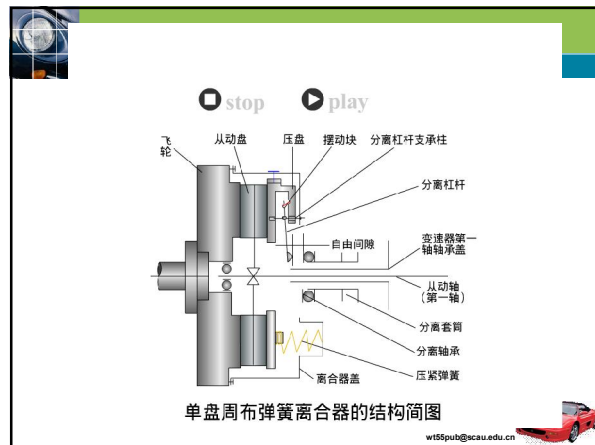 stop
play
飞轮
从动盘
压盘
摆动块
分离杠杆支承柱
分离杠杆
自由间隙
变速器第一
轴轴承盖
从动轴
(第一轴)
分离套筒
分离轴承
压紧弹簧
离合器盖
单盘周布弹簧离合器的结构简图
wt55pub@scau.edu.cn